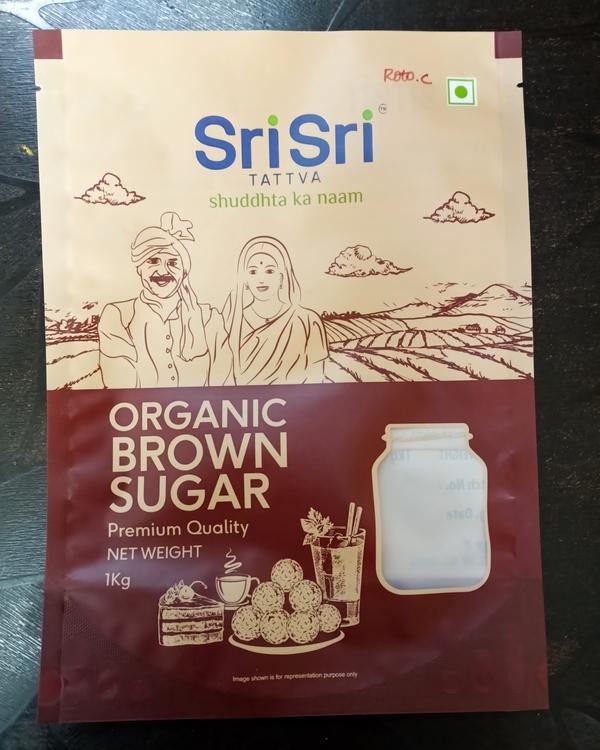 Roto.c
Sri Sri
TM
TATTVA
shuddhta ka naam
ORGANIC
BROWN
SUGAR
Premium Quality
NET WEIGHT
1Kg
Image shown is for representation purpose only